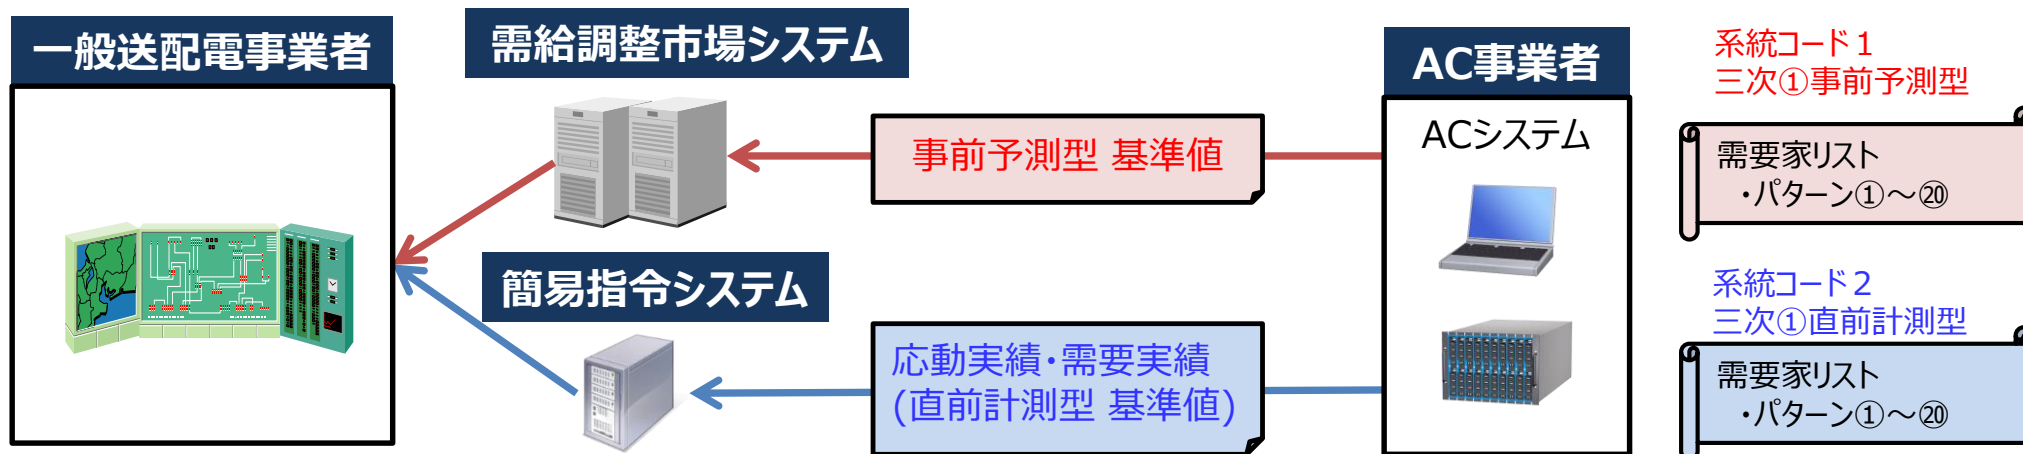 一般送配電事業者
需給調整市場システム
事前予測型 基準値
簡易指令システム
応動実績・需要実績
(直前計測型 基準値)
AC事業者
ACシステム
系統コード1
三次①事前予測型
需要家リスト
・パターン①～⑳
系統コード2
三次①直前計測型
需要家リスト
・パターン①～⑳